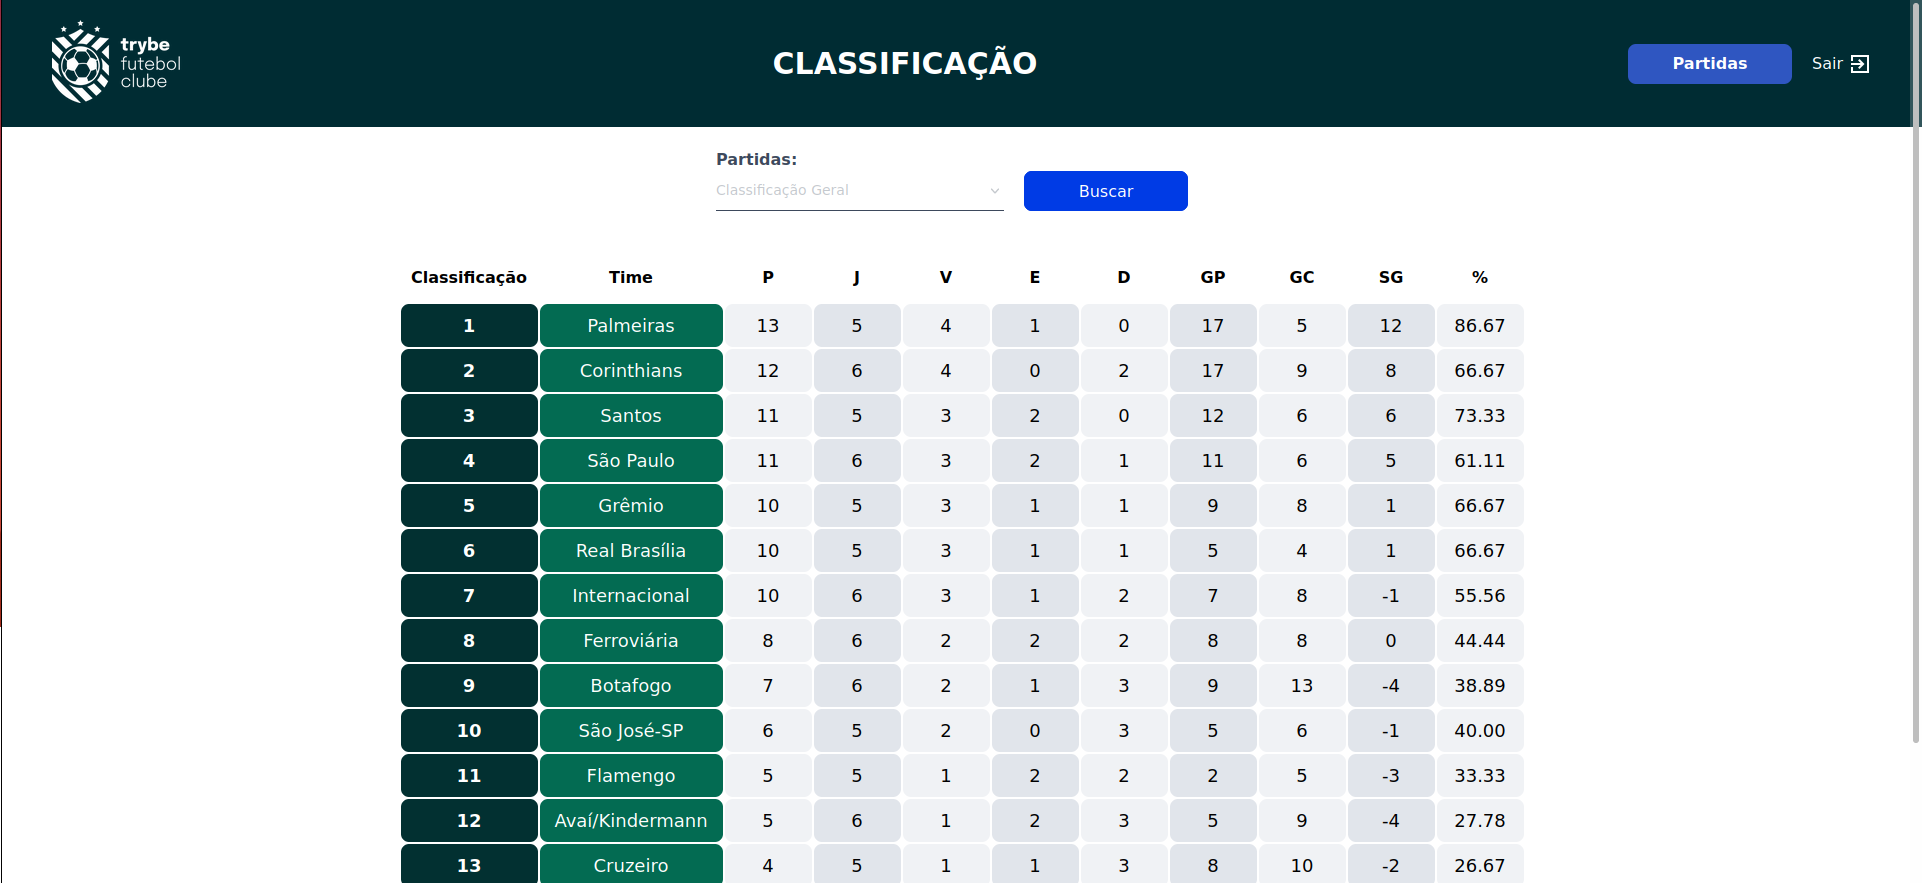 trybe
futebol
clube
CLASSIFICAÇÃO
Partidas
Sair
Partidas:
Classificação Geral
Buscar
Classificação Time P J V E D GP GC SG %
1 Palmeiras 13 5 4 1 0 17 5 12 86.67
2 Corinthians 12 6 4 0 2 17 9 8 66.67
3 Santos 11 5 3 2 0 12 6 6 73.33
4 São Paulo 11 6 3 2 1 11 6 5 61.11
5 Grêmio 10 5 3 1 1 9 8 1 66.67
6 Real Brasília 10 5 3 1 1 5 4 1 66.67
7 Internacional 10 6 3 1 2 7 8 -1 55.56
8 Ferroviária 8 6 2 2 2 8 8 0 44.44
9 Botafogo 7 6 2 1 3 9 13 -4 38.89
10 São José-SP 6 5 2 0 3 5 6 -1 40.00
11 Flamengo 5 5 1 2 2 2 5 -3 33.33
12 Avaí/Kindermann 5 6 1 2 3 5 9 -4 27.78
13 Cruzeiro 4 5 1 1 3 8 10 -2 26.67